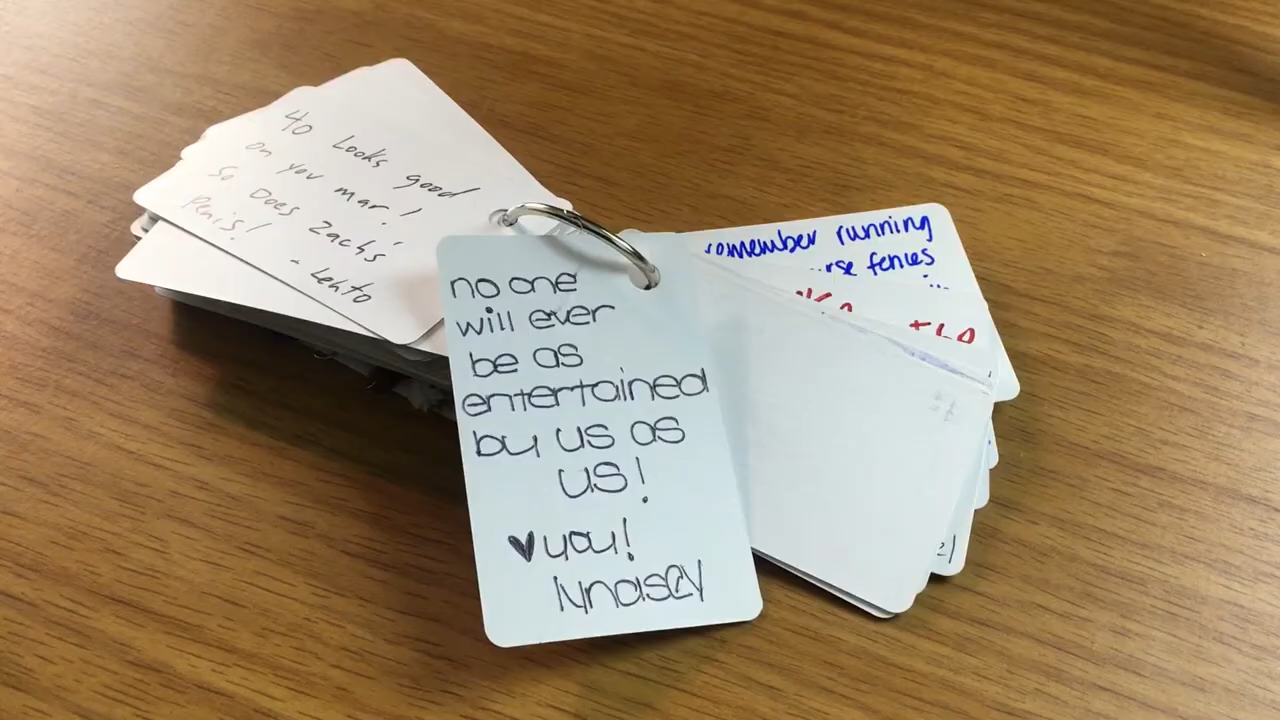 40 Looks good
on you mar!
So Does Zach's
Penis!
- Lehto
no one
will ever
be as
entertained
by us as
us!
♥ you!
lyndsey
remember running
fences